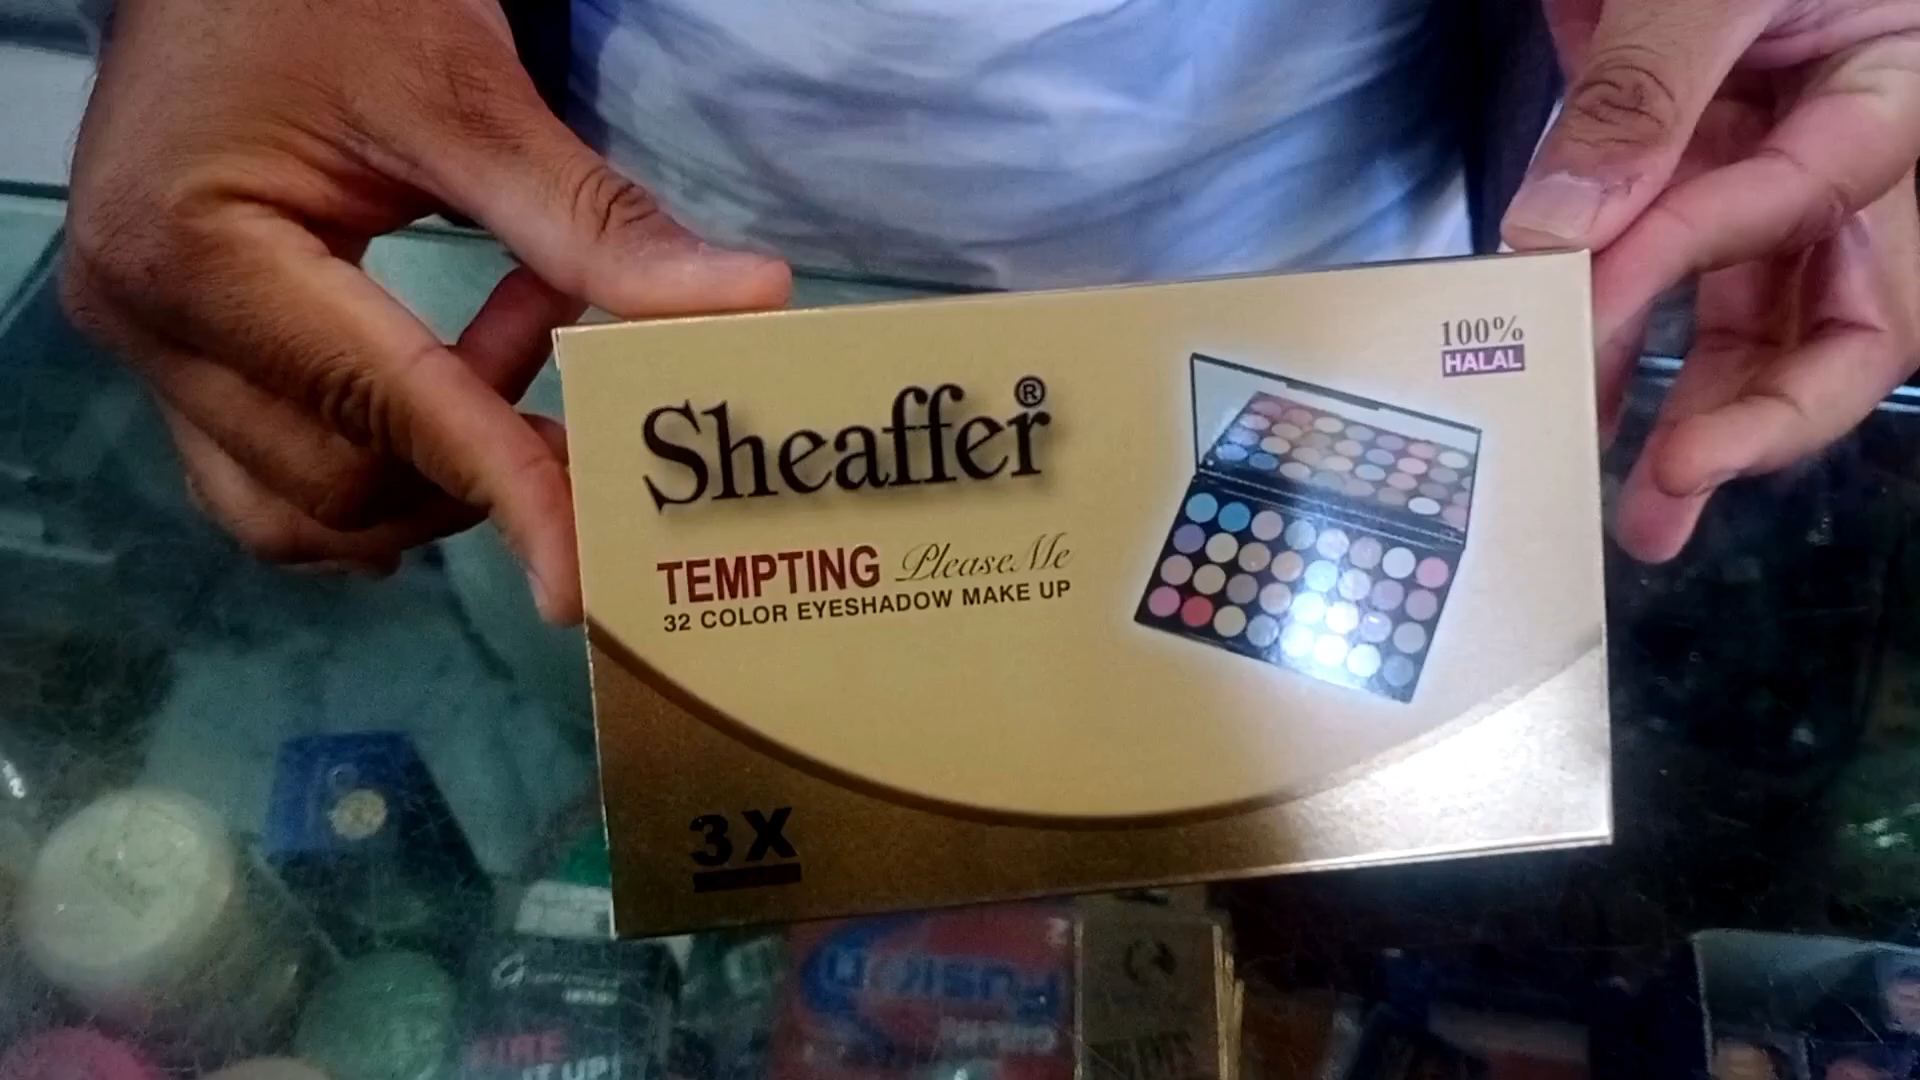 100%
HALAL
Sheaffer®
TEMPTING Please Me
32 COLOR EYESHADOW MAKE UP
3X